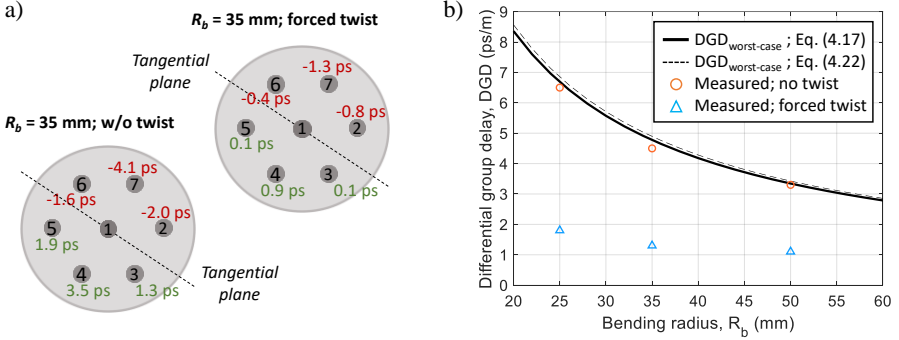 a)
R_b = 35 mm; forced twist
Tangential
plane
-1.3 ps
6
7
-0.4 ps
-0.8 ps
5
1
2
0.1 ps
4
3
0.9 ps
0.1 ps
R_b = 35 mm; w/o twist
-4.1 ps
6
7
-1.6 ps
-2.0 ps
5
1
2
1.9 ps
4
3
3.5 ps
1.3 ps
Tangential
plane
b)
Differential group delay, DGD (ps/m)
9
8
7
6
5
4
3
2
1
0
20 25 30 35 40 45 50 55 60
Bending radius, R_b (mm)
DGD_worst-case ; Eq. (4.17)
DGD_worst-case ; Eq. (4.22)
Measured; no twist
Measured; forced twist